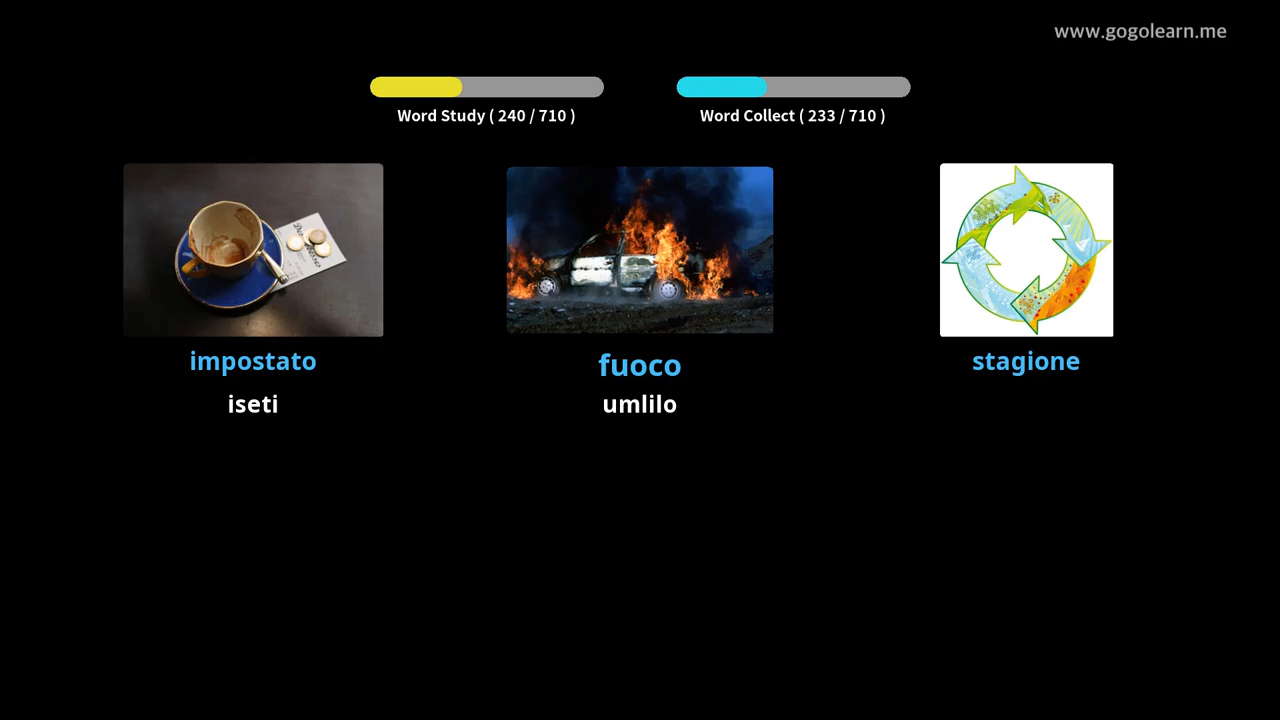 www.gogolearn.me
Word Study ( 240 / 710 )
Word Collect ( 233 / 710 )
impostato
fuoco
stagione
iseti
umlilo